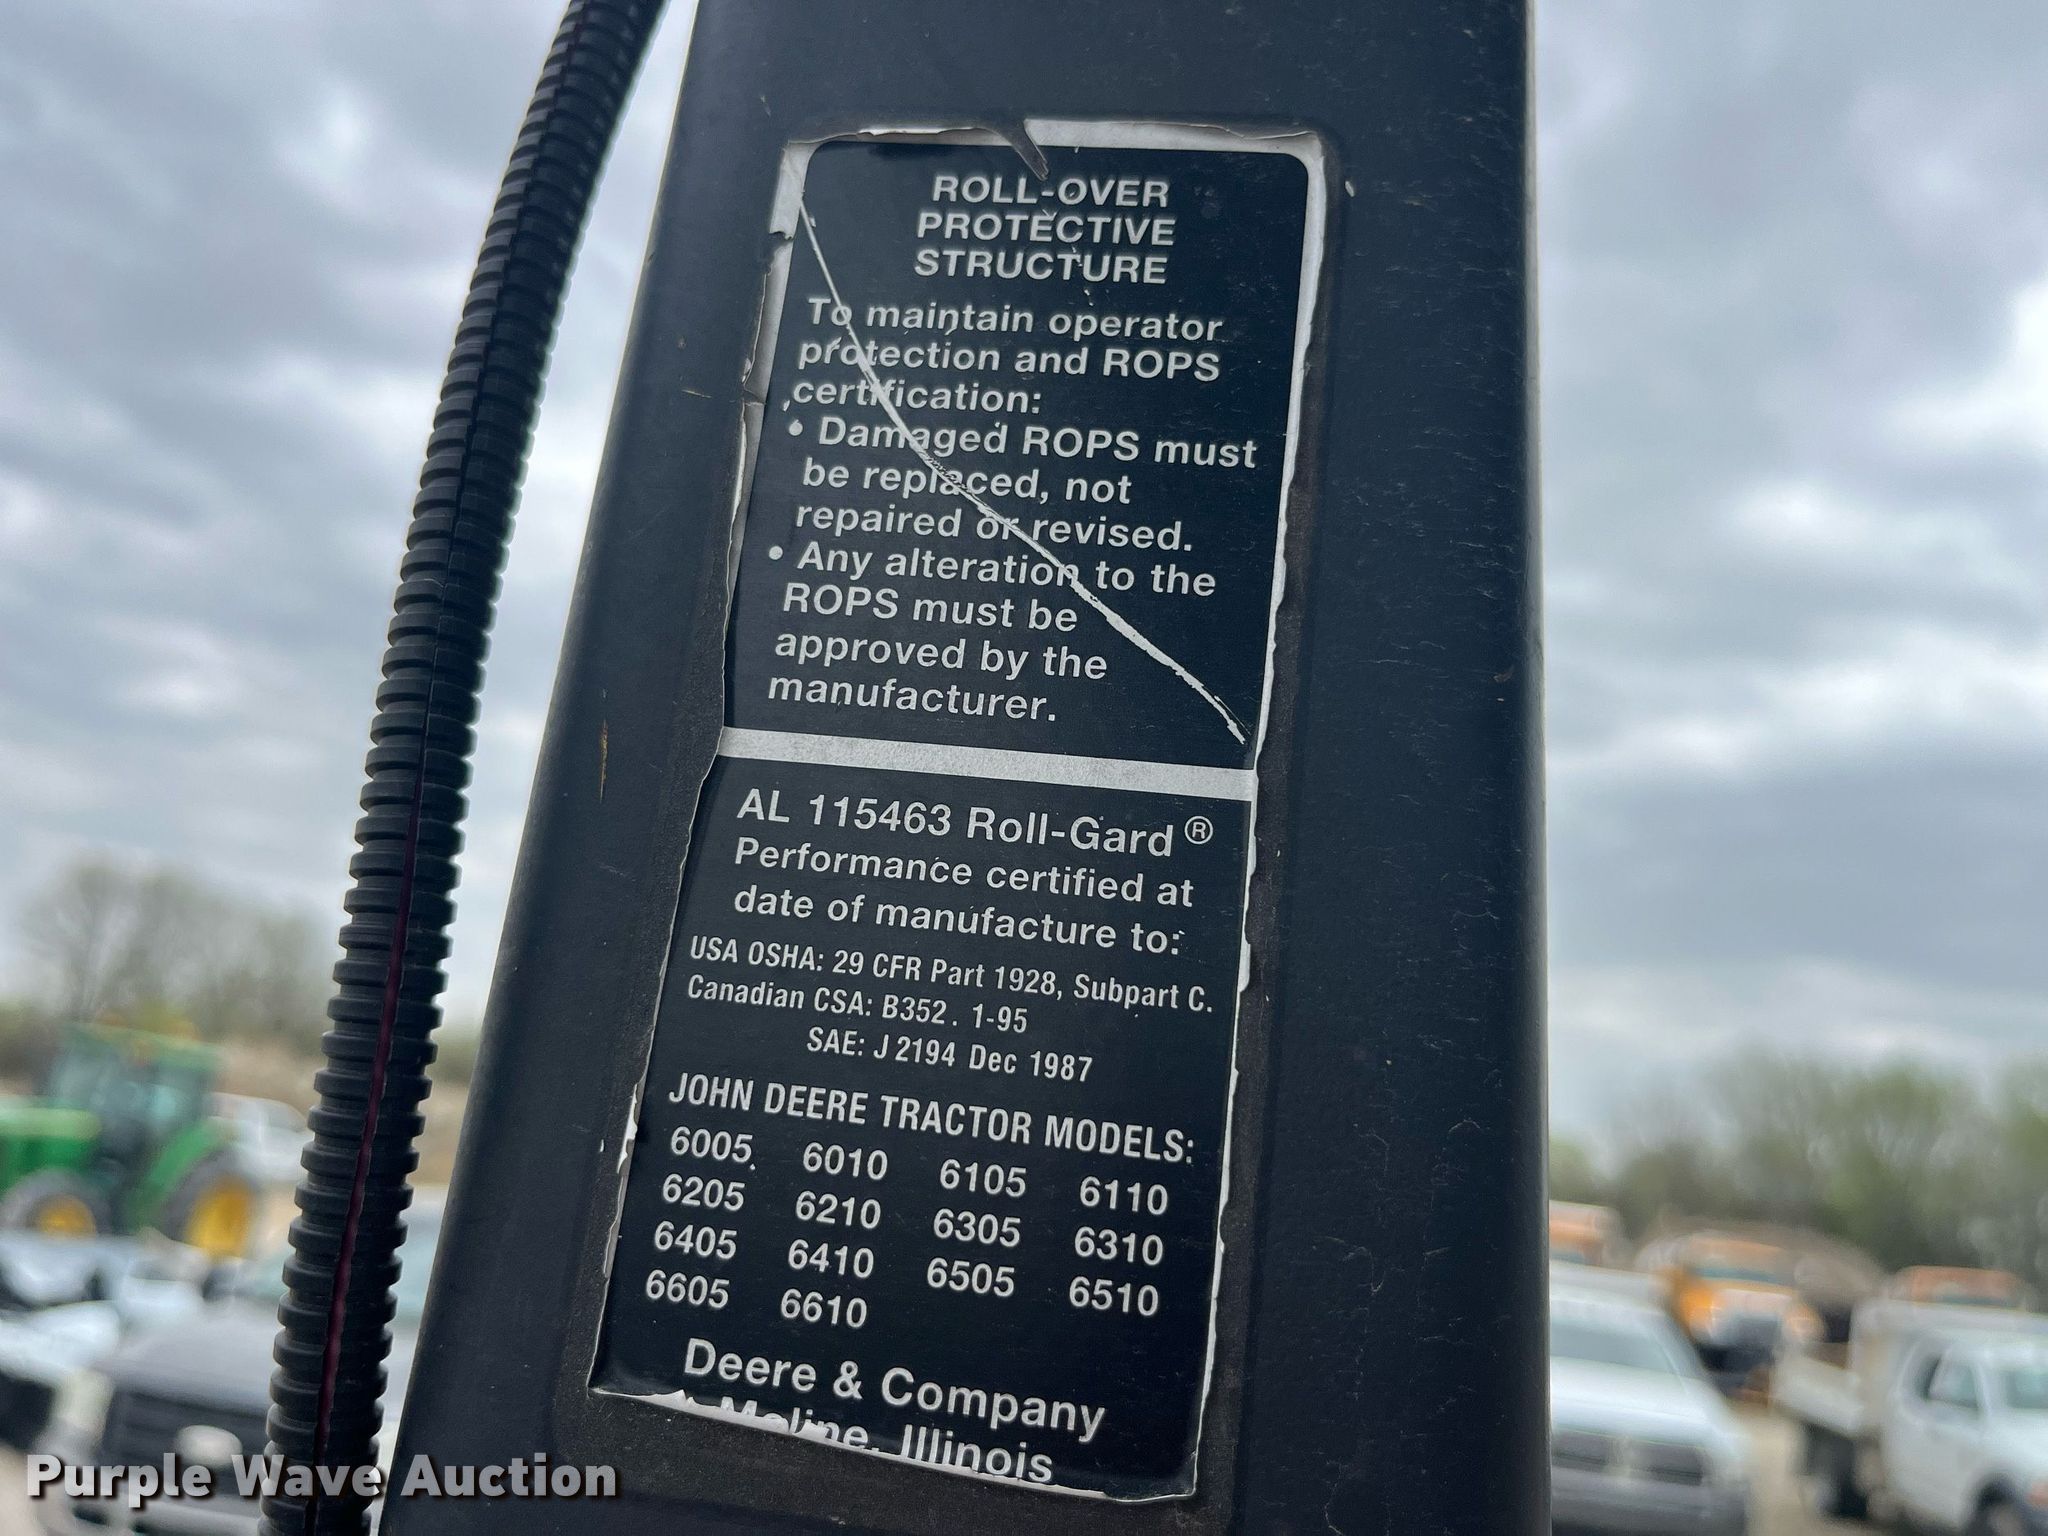 ROLL-OVER
PROTECTIVE
STRUCTURE
To maintain operator
protection and ROPS
certification:
• Damaged ROPS must
be replaced, not
repaired or revised.
• Any alteration to the
ROPS must be
approved by the
manufacturer.
AL 115463 Roll-Gard ®
Performance certified at
date of manufacture to:
USA OSHA: 29 CFR Part 1928, Subpart C.
Canadian CSA: B352. 1-95
SAE: J 2194 Dec 1987
JOHN DEERE TRACTOR MODELS:
6005 6010 6105 6110
6205 6210 6305 6310
6405 6410 6505 6510
6605 6610
Deere & Company
Moline, Illinois
Purple Wave Auction